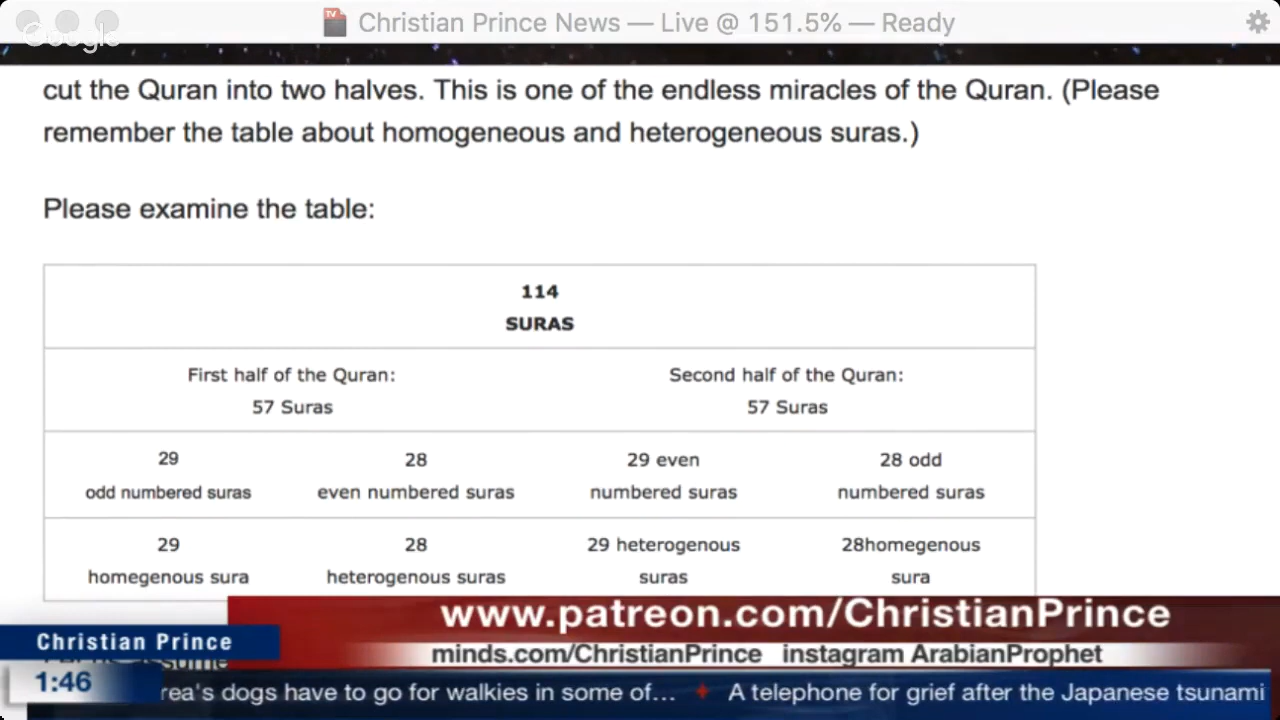 Christian Prince News — Live @ 151.5% — Ready
Google
cut the Quran into two halves. This is one of the endless miracles of the Quran. (Please
remember the table about homogeneous and heterogeneous suras.)
Please examine the table:
114
SURAS
First half of the Quran:
57 Suras
Second half of the Quran:
57 Suras
29
odd numbered suras
28
even numbered suras
29 even
numbered suras
28 odd
numbered suras
29
homegenous sura
28
heterogenous suras
29 heterogenous
suras
28homegenous
sura
www.patreon.com/ChristianPrince
Christian Prince
minds.com/ChristianPrince instagram ArabianProphet
assume
1:46
rea's dogs have to go for walkies in some of... + A telephone for grief after the Japanese tsunami